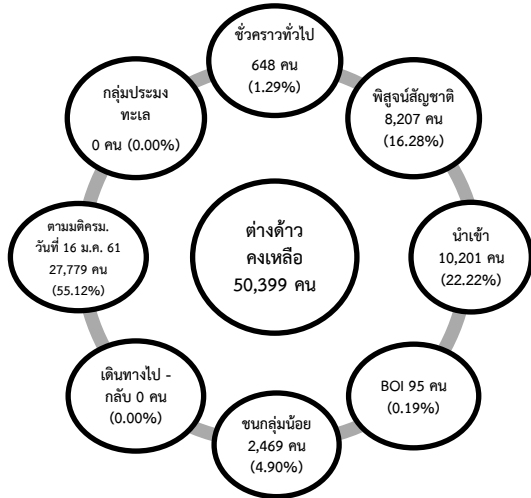 ชั่วคราวทั่วไป
648 คน
(1.29%)
พิสูจน์สัญชาติ
8,207 คน
(16.28%)
นำเข้า
10,201 คน
(22.22%)
BOI 95 คน
(0.19%)
ชนกลุ่มน้อย
2,469 คน
(4.90%)
เดินทางไป -
กลับ 0 คน
(0.00%)
ตามมติครม.
วันที่ 16 ม.ค. 61
27,779 คน
(55.12%)
กลุ่มประมง
ทะเล
0 คน (0.00%)
ต่างด้าว
คงเหลือ
50,399 คน